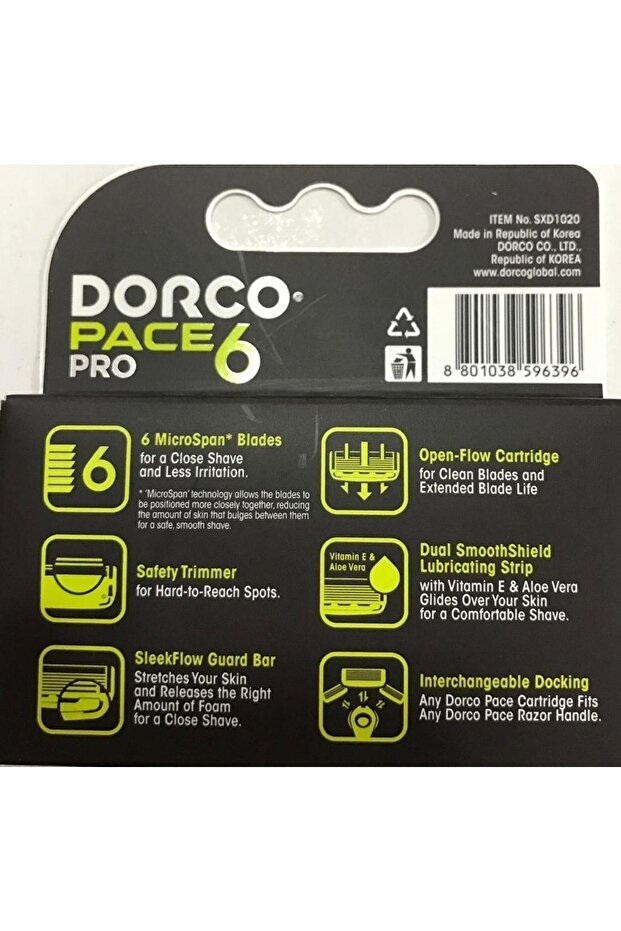 ITEM No. SXD1020
Made in Republic of Korea
DORCO CO., LTD.,
Republic of KOREA
www.dorcoglobal.com
DORCO
PACE 6
PRO
8 801038 596396
6
6 MicroSpan* Blades
for a Close Shave
and Less Irritation.
* 'MicroSpan' technology allows the blades to
be positioned more closely together, reducing
the amount of skin that bulges between them
for a safe, smooth shave.
Open-Flow Cartridge
for Clean Blades and
Extended Blade Life
Safety Trimmer
for Hard-to-Reach Spots.
Vitamin E &
Aloe Vera
Dual SmoothShield
Lubricating Strip
with Vitamin E & Aloe Vera
Glides Over Your Skin
for a Comfortable Shave.
SleekFlow Guard Bar
Stretches Your Skin
and Releases the Right
Amount of Foam
for a Close Shave.
Interchangeable Docking
Any Dorco Pace Cartridge Fits
Any Dorco Pace Razor Handle.